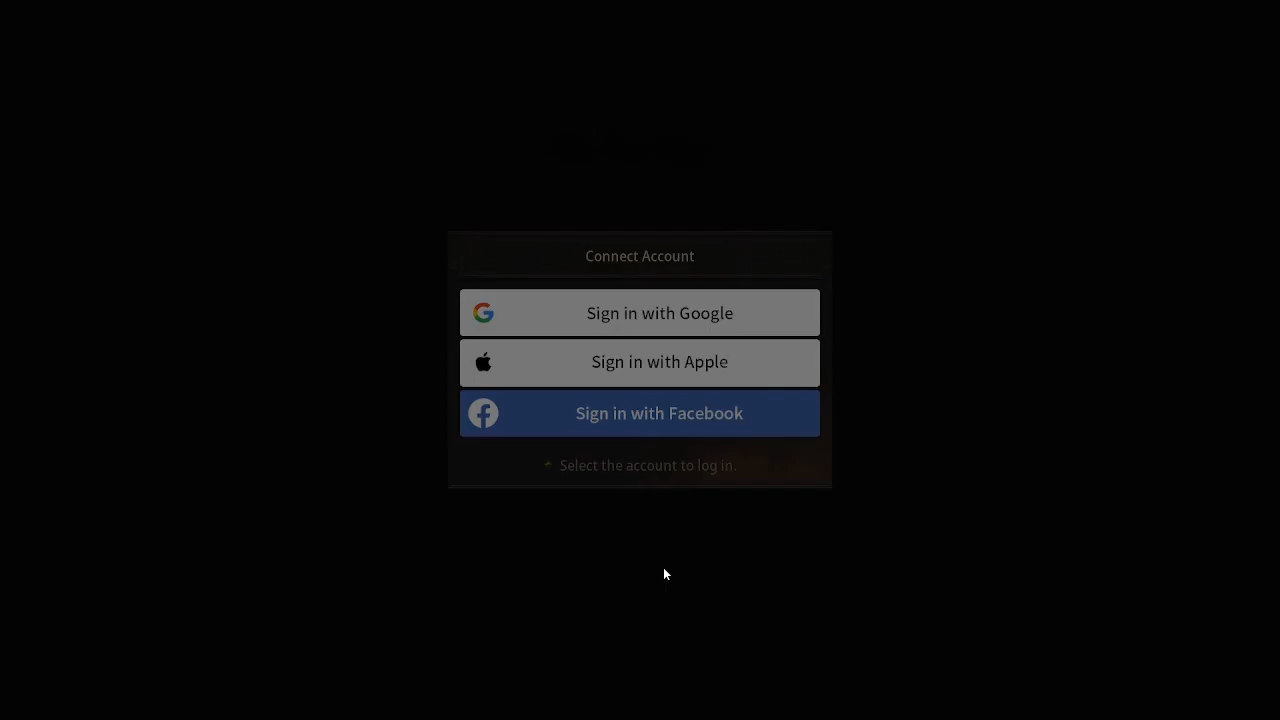 Connect Account
Sign in with Google
Sign in with Apple
Sign in with Facebook
Select the account to log in.